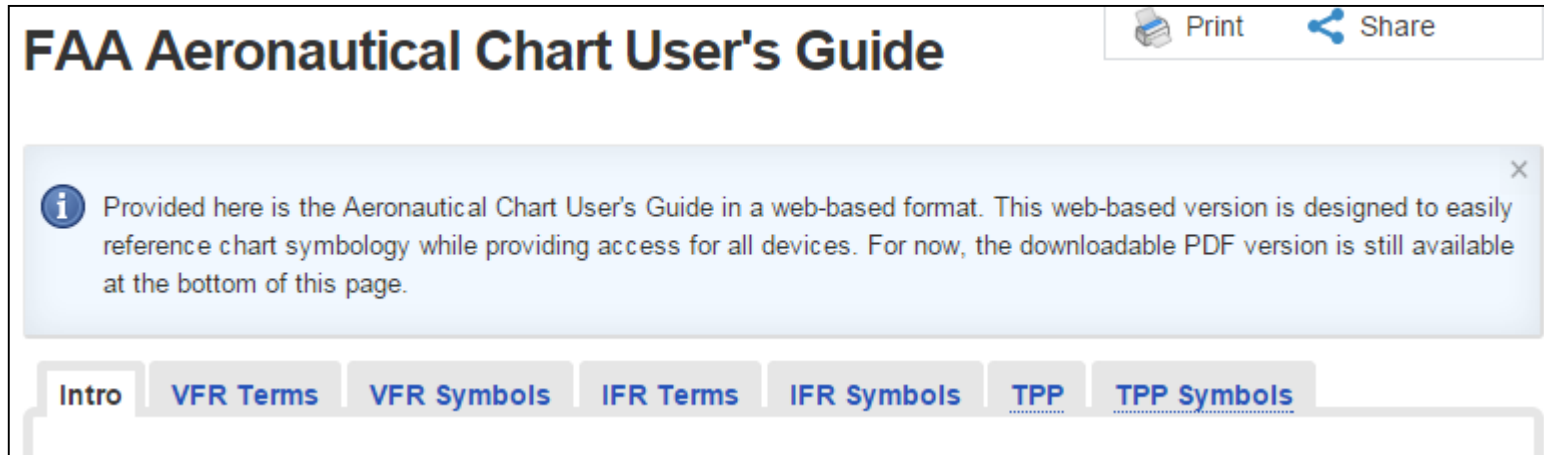 Print Share
FAA Aeronautical Chart User's Guide
Provided here is the Aeronautical Chart User's Guide in a web-based format. This web-based version is designed to easily
reference chart symbology while providing access for all devices. For now, the downloadable PDF version is still available
at the bottom of this page.
Intro VFR Terms VFR Symbols IFR Terms IFR Symbols TPP TPP Symbols